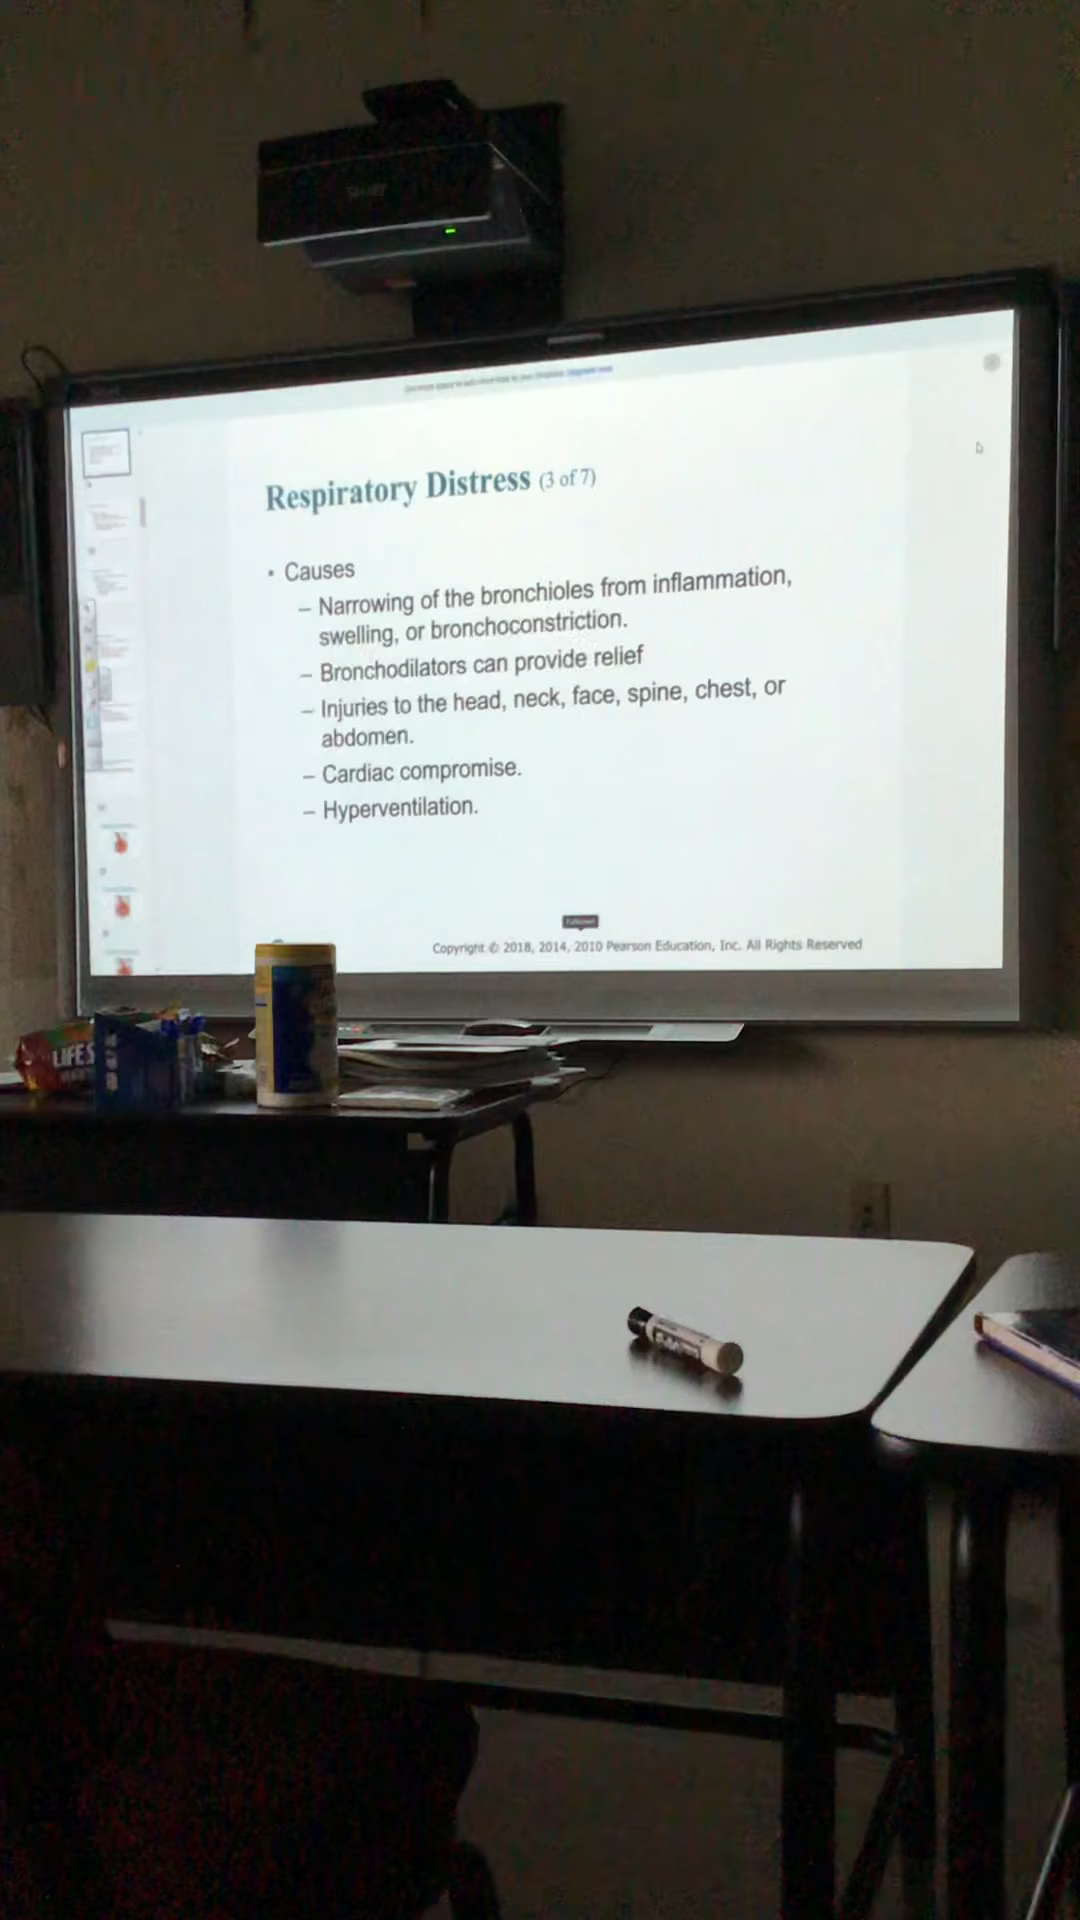 Respiratory Distress (3 of 7)
• Causes
– Narrowing of the bronchioles from inflammation,
swelling, or bronchoconstriction.
– Bronchodilators can provide relief
– Injuries to the head, neck, face, spine, chest, or
abdomen.
– Cardiac compromise.
– Hyperventilation.
Copyright © 2018, 2014, 2010 Pearson Education, Inc. All Rights Reserved
LIFES